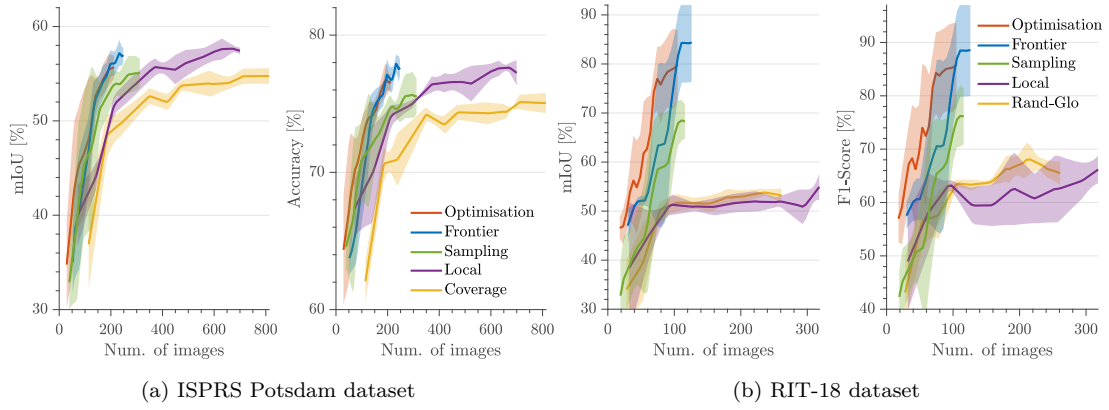 60
50
40
30
mIoU [%]
0 200 400 600 800
Num. of images
80
70
60
Accuracy [%]
0 200 400 600 800
Num. of images
Optimisation
Frontier
Sampling
Local
Coverage
(a) ISPRS Potsdam dataset
90
80
70
60
50
40
30
mIoU [%]
0 100 200 300
Num. of images
90
80
70
60
50
40
F1-Score [%]
0 100 200 300
Num. of images
Optimisation
Frontier
Sampling
Local
Rand-Glo
(b) RIT-18 dataset